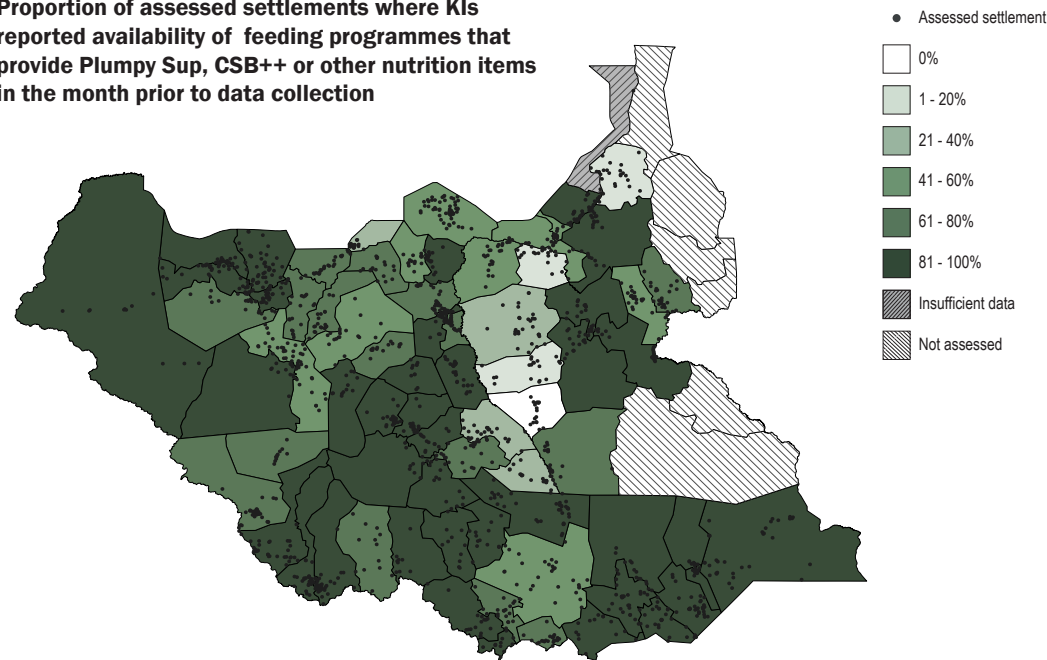 Proportion of assessed settlements where KIs
reported availability of feeding programmes that
provide Plumpy Sup, CSB++ or other nutrition items
in the month prior to data collection
Assessed settlement
0%
1 - 20%
21 - 40%
41 - 60%
61 - 80%
81 - 100%
Insufficient data
Not assessed